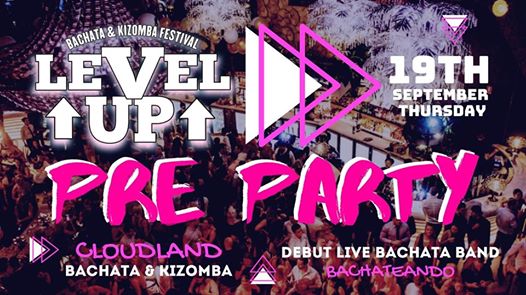 BACHATA & KIZOMBA FESTIVAL
LEVEL
UP
19TH
SEPTEMBER
THURSDAY
PRE PARTY
CLOUDLAND
BACHATA & KIZOMBA
DEBUT LIVE BACHATA BAND
BACHATEANDO